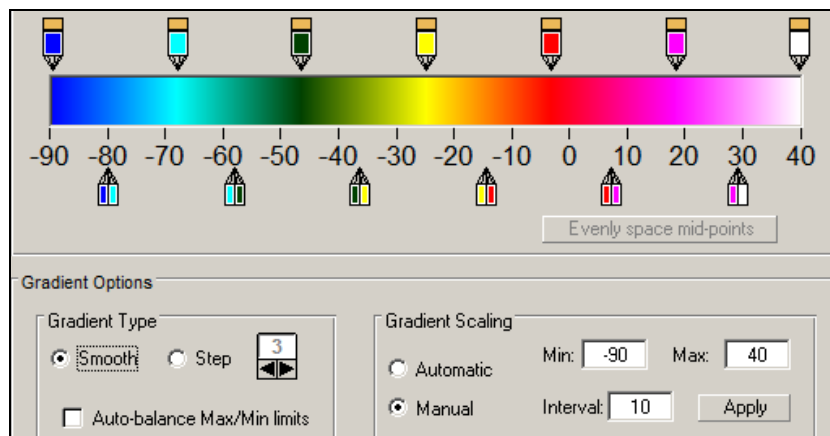 -90 -80 -70 -60 -50 -40 -30 -20 -10 0 10 20 30 40
Evenly space mid-points
Gradient Options
Gradient Type
Smooth Step 3
Auto-balance Max/Min limits
Gradient Scaling
Automatic Min: -90 Max: 40
Manual Interval: 10 Apply